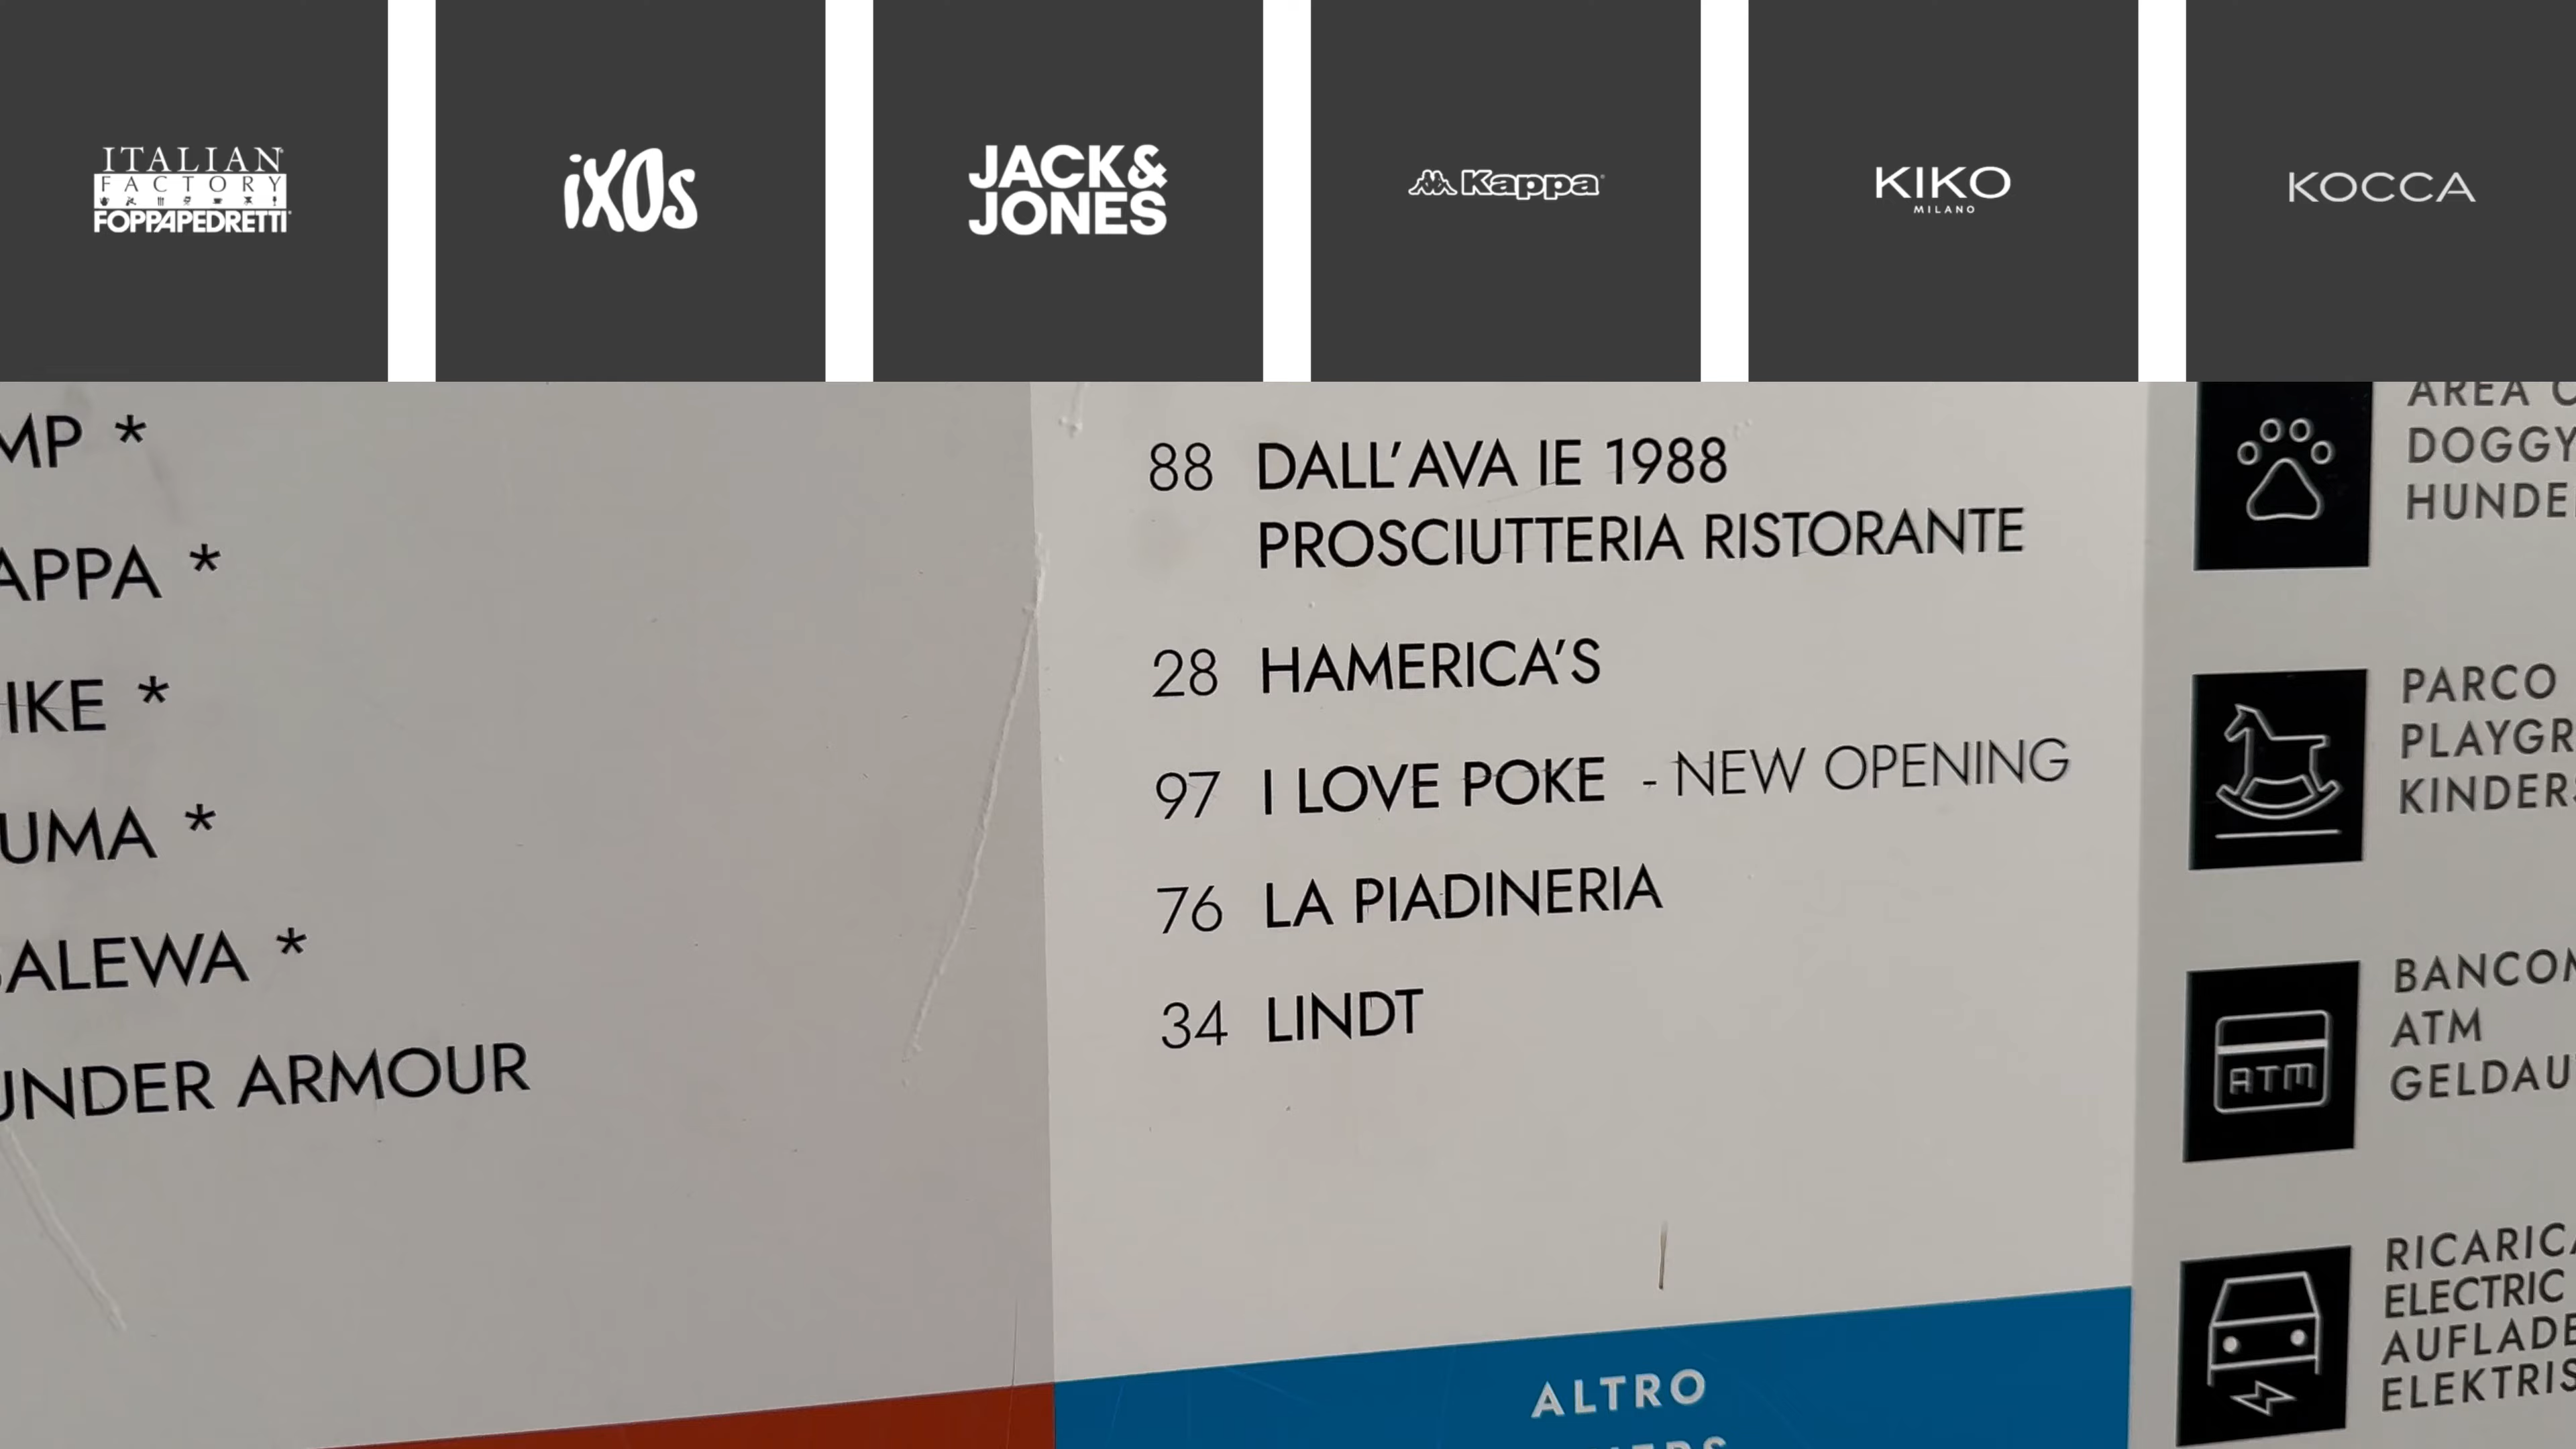 ITALIAN
FACTORY
FOPPAPEDRETTI
iXOs
JACK&
JONES
Kappa
KIKO
MILANO
KOCCA
MP *
APPA *
IKE *
UMA *
ALEWA *
UNDER ARMOUR
88 DALL'AVA IE 1988
PROSCIUTTERIA RISTORANTE
28 HAMERICA'S
97 I LOVE POKE - NEW OPENING
76 LA PIADINERIA
34 LINDT
ALTRO
AREA
DOGGY
HUNDE
PARCO
PLAYGR
KINDER
BANCOM
ATM
GELDAU
ATM
RICARICA
ELECTRIC
AUFLADE
ELEKTRIS